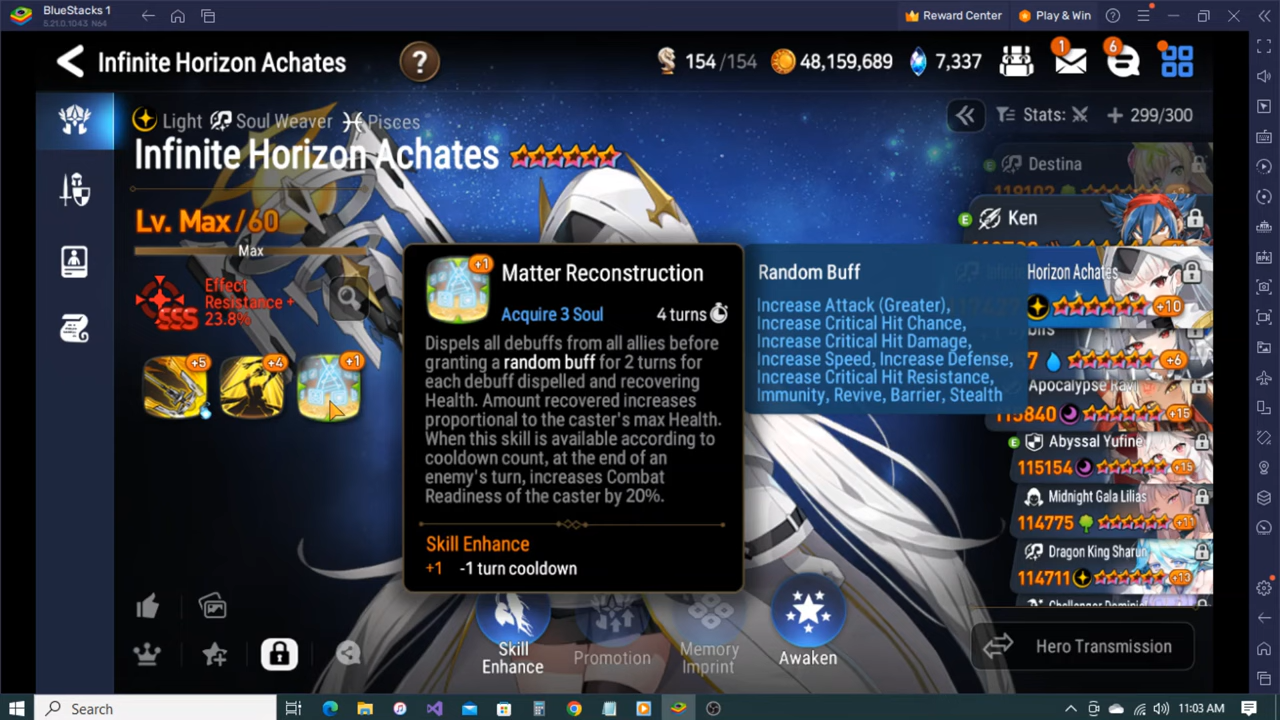 BlueStacks 1
5.21.0.1043 N64
Reward Center
Play & Win
Infinite Horizon Achates
?
154/154
48,159,689
7,337
1
6
Light Soul Weaver Pisces
Infinite Horizon Achates
Stats:
299/300
Lv. Max/60
Max
Effect
Resistance +
23.8%
SSS
+5
+4
+1
+1
Matter Reconstruction
Acquire 3 Soul
4 turns
Dispels all debuffs from all allies before
granting a random buff for 2 turns for
each debuff dispelled and recovering
Health. Amount recovered increases
proportional to the caster's max Health.
When this skill is available according to
cooldown count, at the end of an
enemy's turn, increases Combat
Readiness of the caster by 20%.
Skill Enhance
+1 -1 turn cooldown
Random Buff
Increase Attack (Greater),
Increase Critical Hit Chance,
Increase Critical Hit Damage,
Increase Speed, Increase Defense,
Increase Critical Hit Resistance,
Immunity, Revive, Barrier, Stealth
E
Destina
E
Ken
Horizon Achates
+10
7
+6
Apocalypse Ravi
115840
+15
E
Abyssal Yufine
115154
+15
Midnight Gala Lilias
114775
Dragon King Sharun
114711
+13
Skill
Enhance
Promotion
Memory
Imprint
Awaken
Hero Transmission
Search
11:03 AM